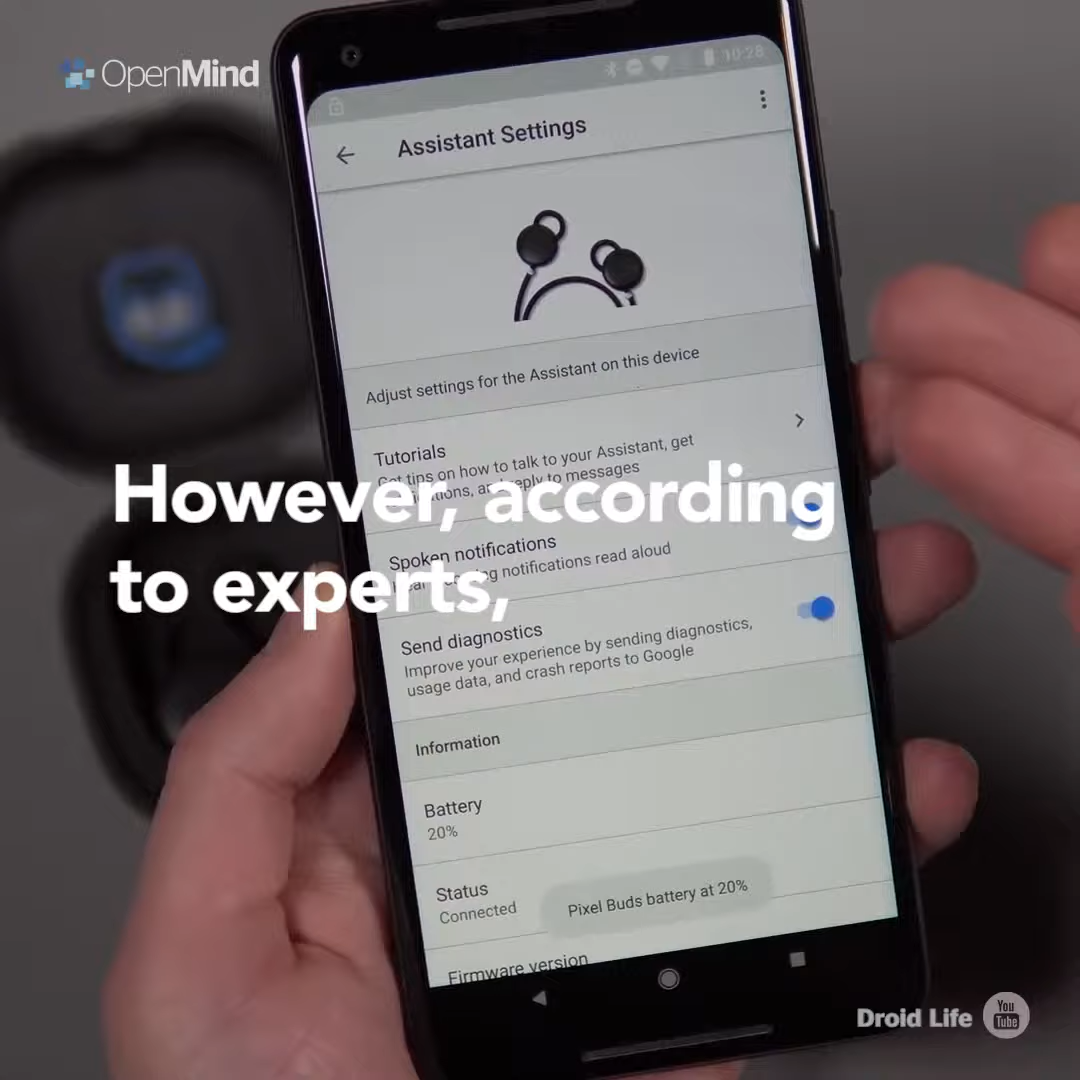 OpenMind
10:28
Assistant Settings
Adjust settings for the Assistant on this device
Tutorials
Get tips on how to talk to your Assistant, get
and reply to messages
However, according
to experts,
Spoken notifications
notifications read aloud
Send diagnostics
Improve your experience by sending diagnostics,
usage data, and crash reports to Google
Information
Battery
20%
Status
Connected
Pixel Buds battery at 20%
Firmware version
Droid Life
You
Tube